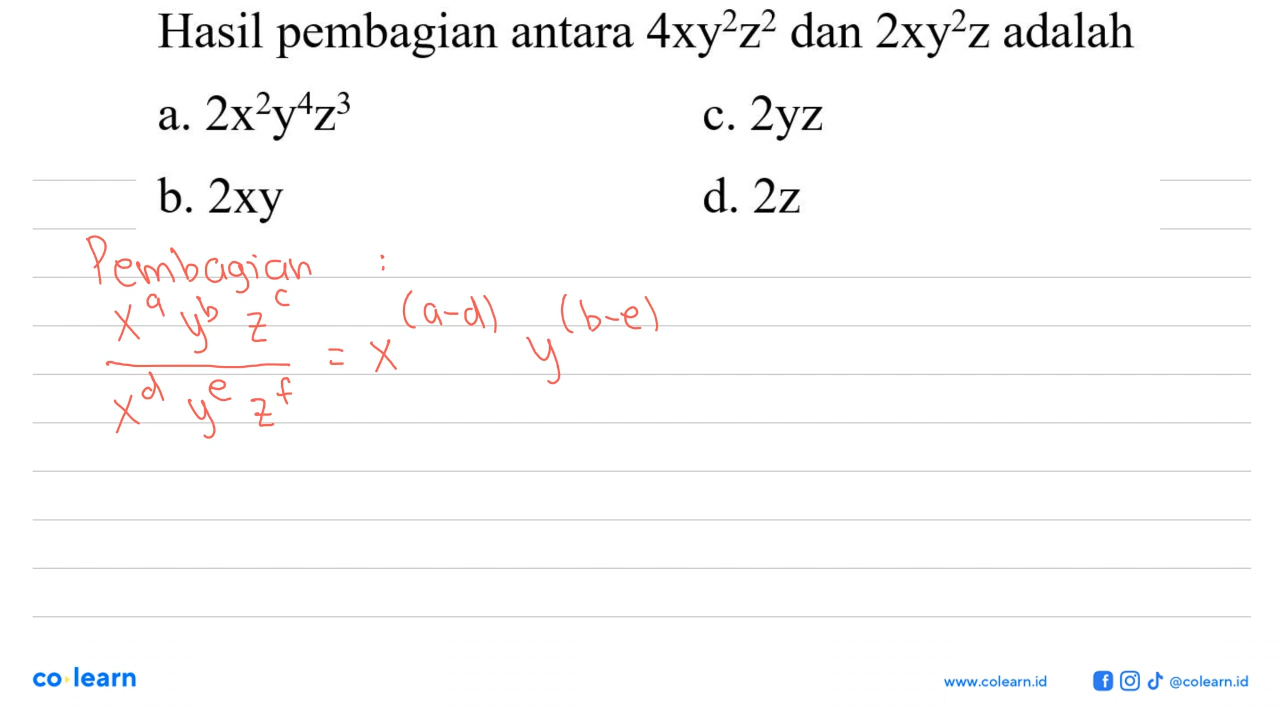 Hasil pembagian antara 4xy²z² dan 2xy²z adalah
a. 2x²y⁴z³ c. 2yz
b. 2xy d. 2z
Pembagian :
x^a y^b z^c / x^d y^e z^f = x^(a-d) y^(b-e)
co learn www.colearn.id @colearn.id